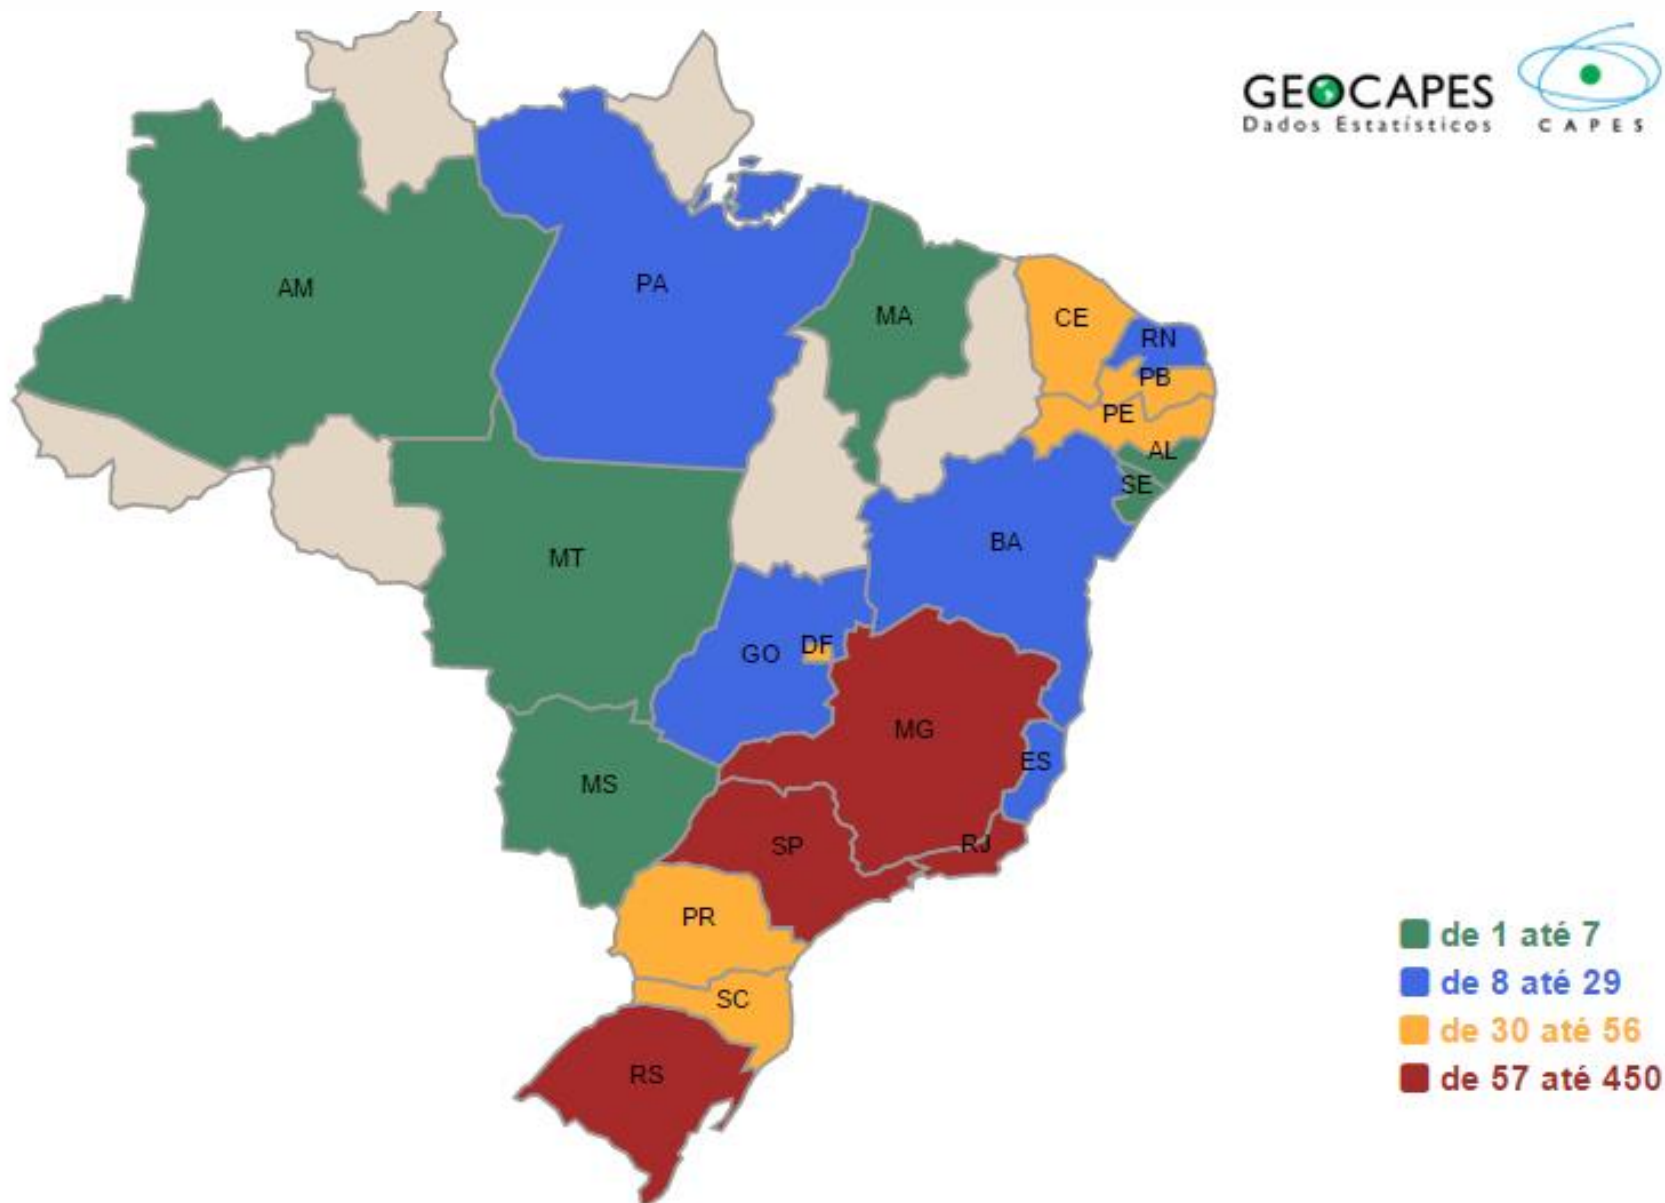 GEOCAPES
Dados Estatísticos
CAPES
AM
PA
MA
CE
RN
PB
PE
AL
SE
MT
BA
GO
DF
MG
ES
MS
SP
RJ
PR
SC
RS
de 1 até 7
de 8 até 29
de 30 até 56
de 57 até 450